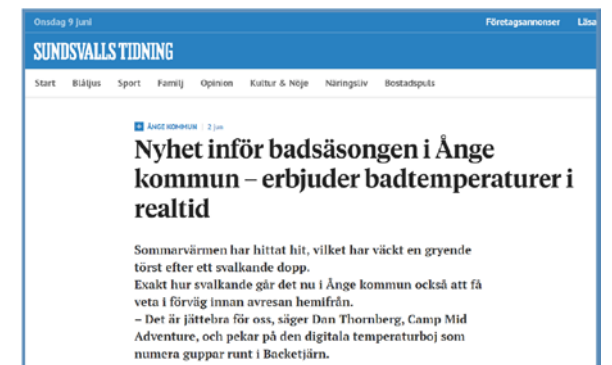 Onsdag 9 juni
Företagsannonser Läsa
SUNDSVALLS TIDNING
Start Blåljus Sport Familj Opinion Kultur & Nöje Näringsliv Bostadspuls
+ ÅNGE KOMMUN | 2 jun
Nyhet inför badsäsongen i Ånge
kommun – erbjuder badtemperaturer i
realtid
Sommarvärmen har hittat hit, vilket har väckt en gryende
törst efter ett svalkande dopp.
Exakt hur svalkande går det nu i Ånge kommun också att få
veta i förväg innan avresan hemifrån.
– Det är jättebra för oss, säger Dan Thornberg, Camp Mid
Adventure, och pekar på den digitala temperaturboj som
numera guppar runt i Backetjärn.